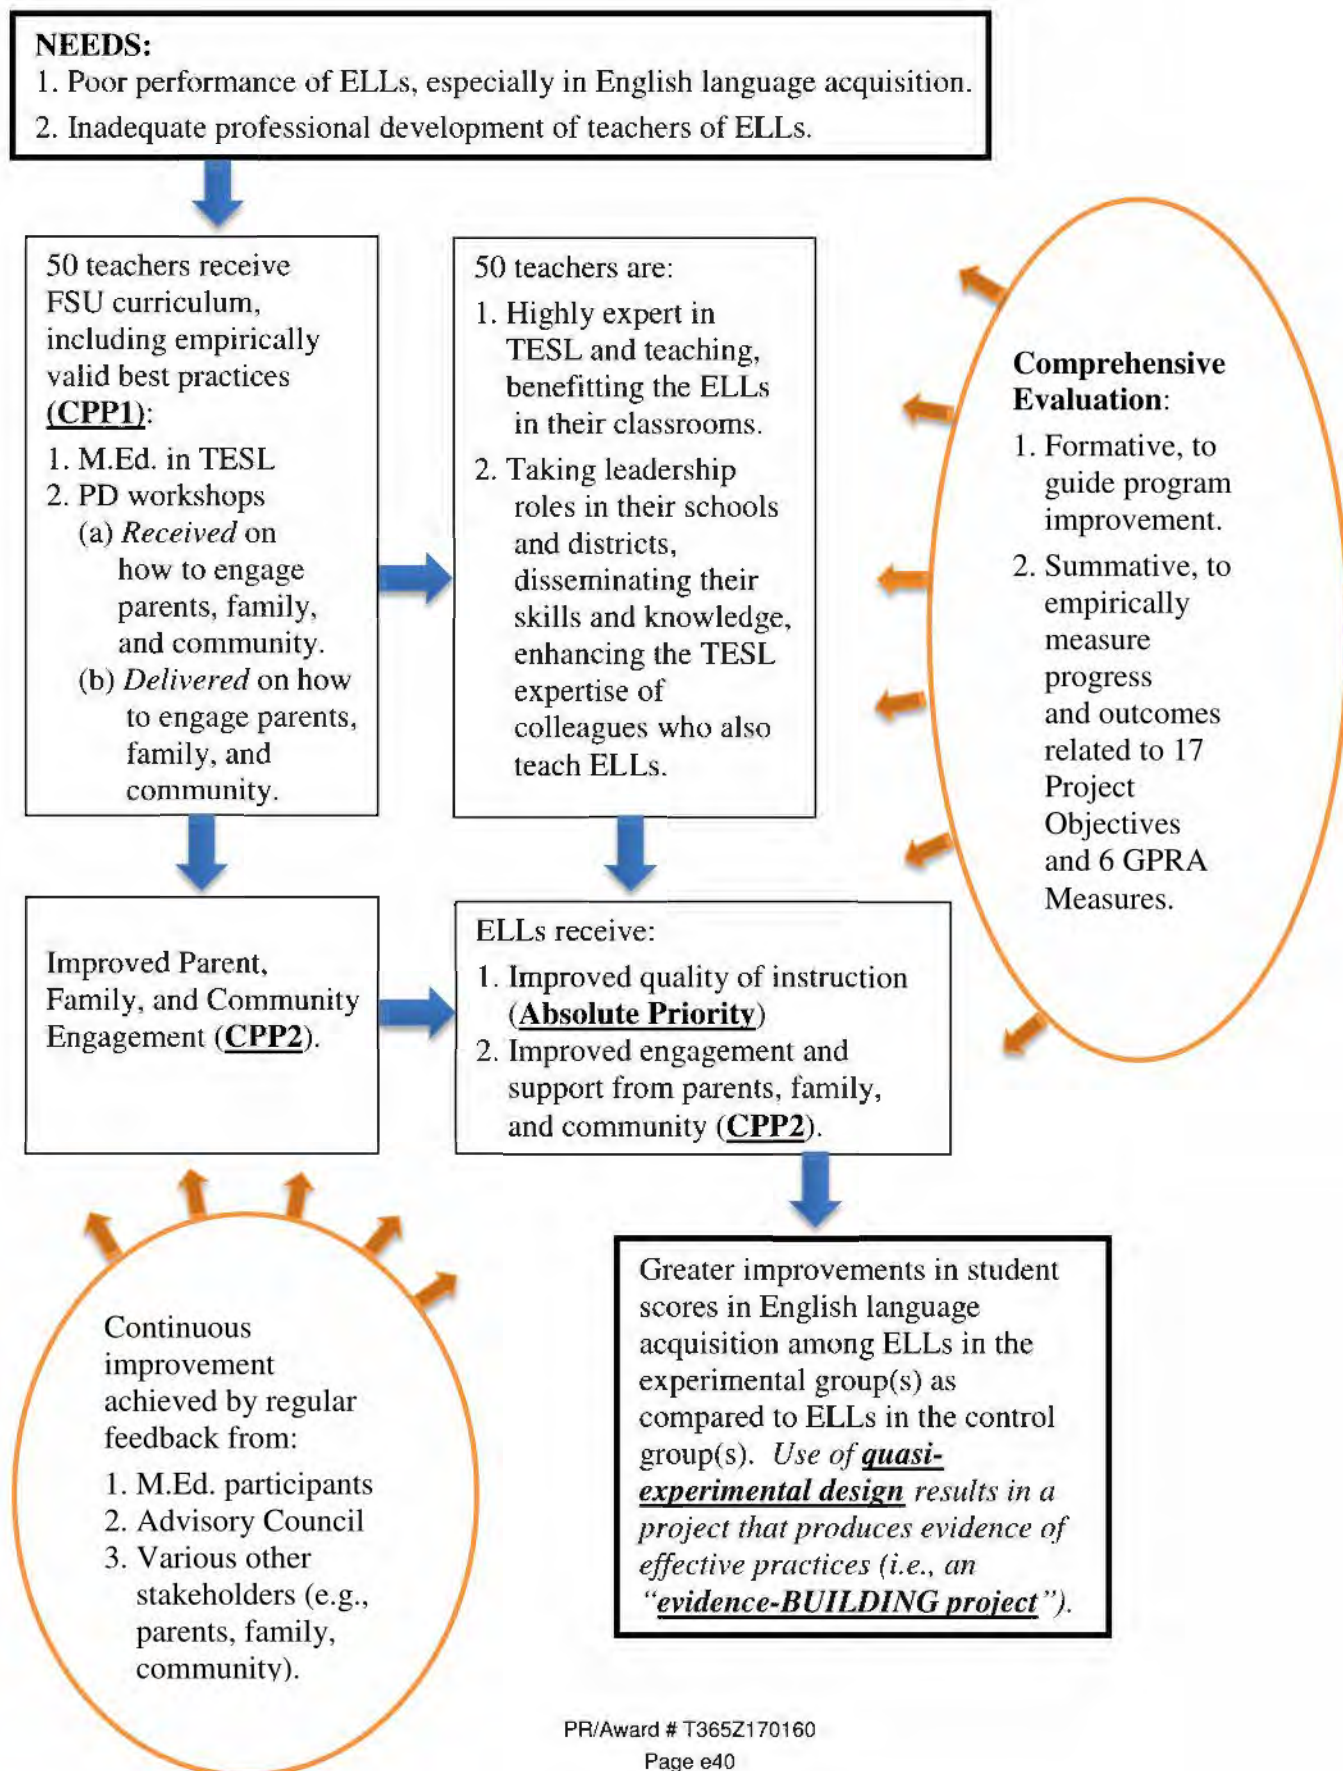 NEEDS:
1. Poor performance of ELLs, especially in English language acquisition.
2. Inadequate professional development of teachers of ELLs.
50 teachers receive
FSU curriculum,
including empirically
valid best practices
(CPP1):
1. M.Ed. in TESL
2. PD workshops
(a) Received on
how to engage
parents, family,
and community.
(b) Delivered on how
to engage parents,
family, and
community.
50 teachers are:
1. Highly expert in
TESL and teaching,
benefitting the ELLs
in their classrooms.
2. Taking leadership
roles in their schools
and districts,
disseminating their
skills and knowledge,
enhancing the TESL
expertise of
colleagues who also
teach ELLs.
Comprehensive
Evaluation:
1. Formative, to
guide program
improvement.
2. Summative, to
empirically
measure
progress
and outcomes
related to 17
Project
Objectives
and 6 GPRA
Measures.
Improved Parent,
Family, and Community
Engagement (CPP2).
ELLs receive:
1. Improved quality of instruction
(Absolute Priority)
2. Improved engagement and
support from parents, family,
and community (CPP2).
Continuous
improvement
achieved by regular
feedback from:
1. M.Ed. participants
2. Advisory Council
3. Various other
stakeholders (e.g.,
parents, family,
community).
Greater improvements in student
scores in English language
acquisition among ELLs in the
experimental group(s) as
compared to ELLs in the control
group(s). Use of quasi-
experimental design results in a
project that produces evidence of
effective practices (i.e., an
“evidence-BUILDING project”).
PR/Award # T365Z170160
Page e40